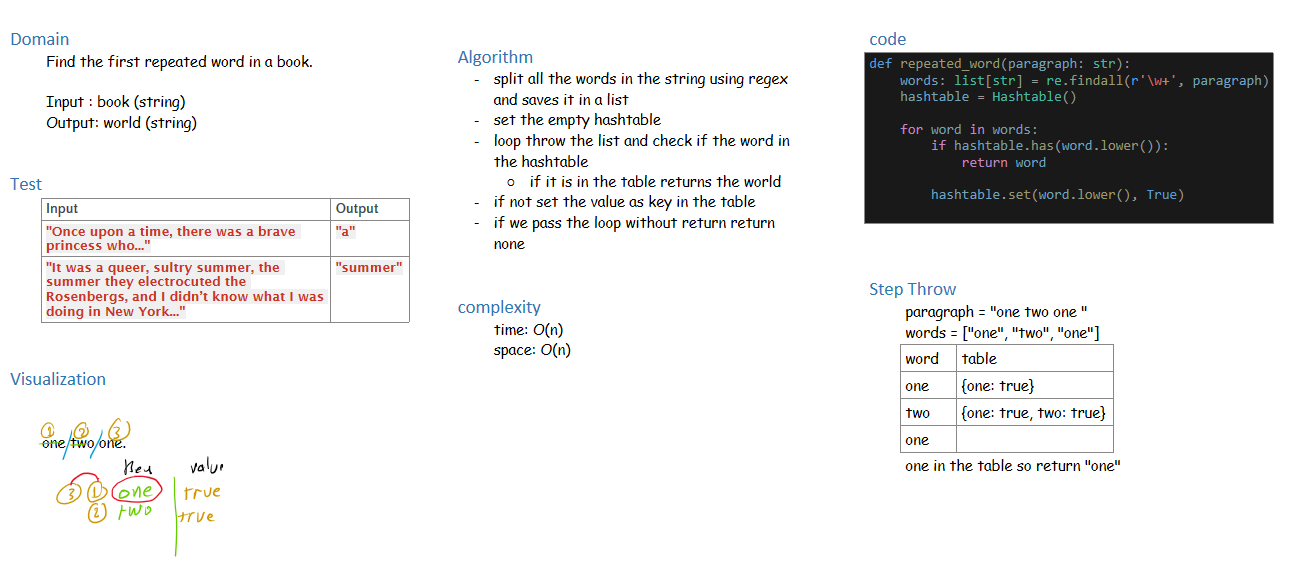 Domain
Find the first repeated word in a book.
Input : book (string)
Output: world (string)
Test
Input Output
"Once upon a time, there was a brave "a"
princess who..."
"It was a queer, sultry summer, the "summer"
summer they electrocuted the
Rosenbergs, and I didn't know what I was
doing in New York..."
Visualization
1 2 3
one/two/one.
Key value
3 1 one true
2 two true
Algorithm
- split all the words in the string using regex
and saves it in a list
- set the empty hashtable
- loop throw the list and check if the word in
the hashtable
o if it is in the table returns the world
- if not set the value as key in the table
- if we pass the loop without return return
none
complexity
time: O(n)
space: O(n)
code
def repeated_word(paragraph: str):
words: list[str] = re.findall(r'\w+', paragraph)
hashtable = Hashtable()
for word in words:
if hashtable.has(word.lower()):
return word
hashtable.set(word.lower(), True)
Step Throw
paragraph = "one two one "
words = ["one", "two", "one"]
word table
one {one: true}
two {one: true, two: true}
one
one in the table so return "one"